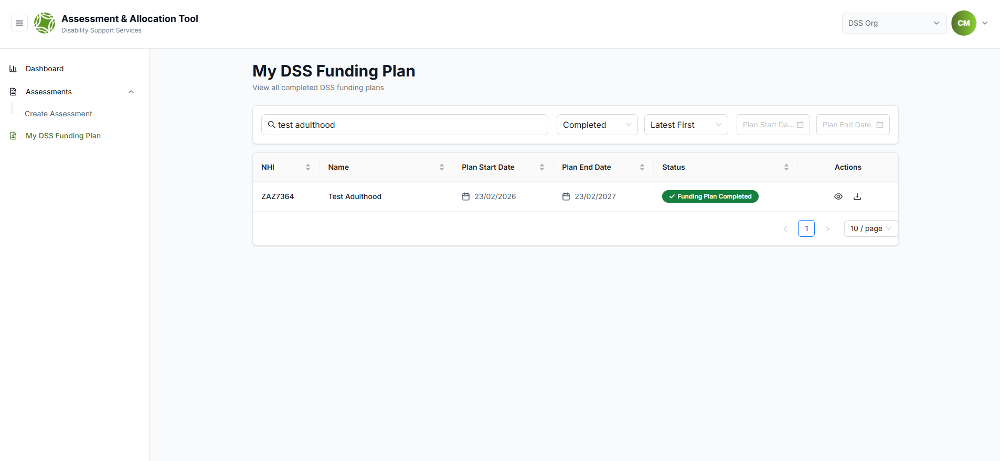 Assessment & Allocation Tool
Disability Support Services
DSS Org
CM
Dashboard
Assessments
Create Assessment
My DSS Funding Plan
My DSS Funding Plan
View all completed DSS funding plans
test adulthood
Completed
Latest First
Plan Start Da...
Plan End Date
NHI
Name
Plan Start Date
Plan End Date
Status
Actions
ZAZ7364
Test Adulthood
23/02/2026
23/02/2027
Funding Plan Completed
1
10 / page